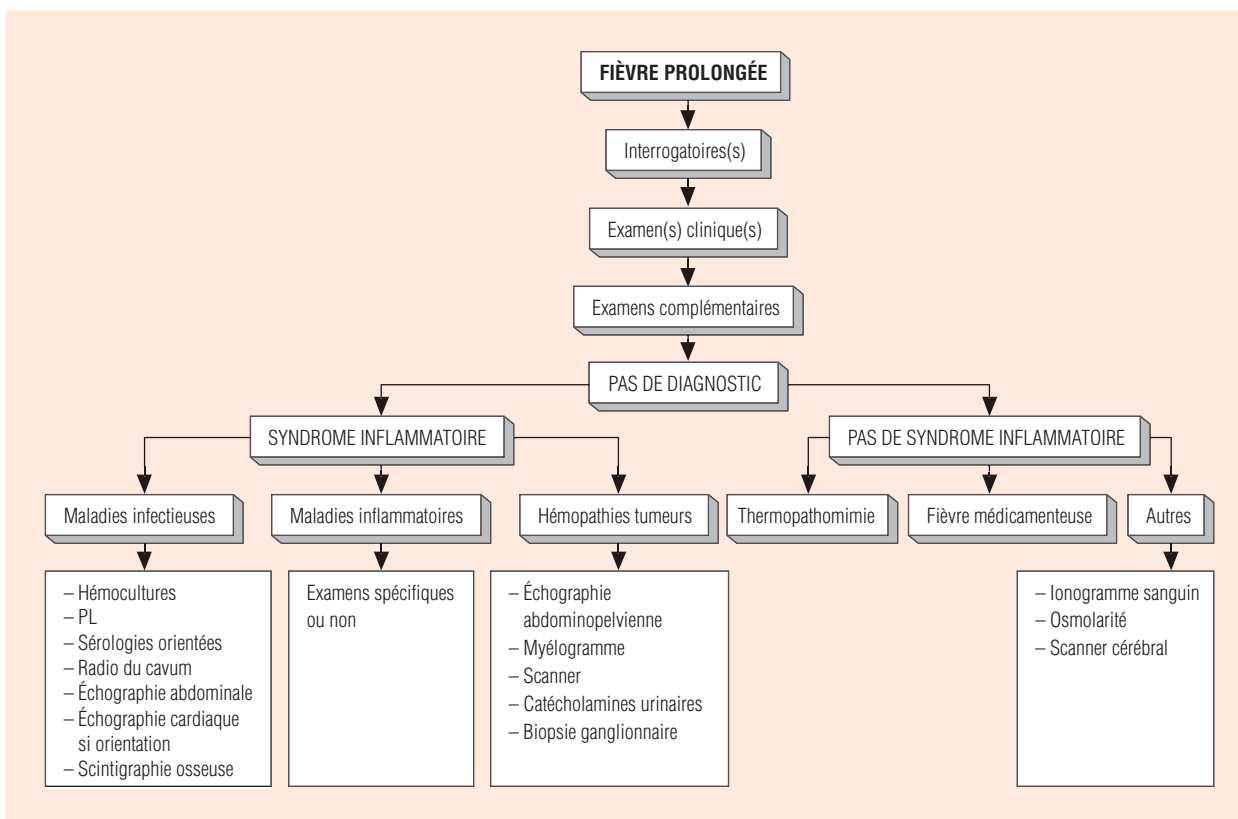 FIÈVRE PROLONGÉE
Interrogatoires(s)
Examen(s) clinique(s)
Examens complémentaires
PAS DE DIAGNOSTIC
SYNDROME INFLAMMATOIRE
PAS DE SYNDROME INFLAMMATOIRE
Maladies infectieuses
Maladies inflammatoires
Hémopathies tumeurs
Thermopathomimie
Fièvre médicamenteuse
Autres
– Hémocultures
– PL
– Sérologies orientées
– Radio du cavum
– Échographie abdominale
– Échographie cardiaque
si orientation
– Scintigraphie osseuse
Examens spécifiques
ou non
– Échographie
abdominopelvienne
– Myélogramme
– Scanner
– Catécholamines urinaires
– Biopsie ganglionnaire
– Ionogramme sanguin
– Osmolarité
– Scanner cérébral